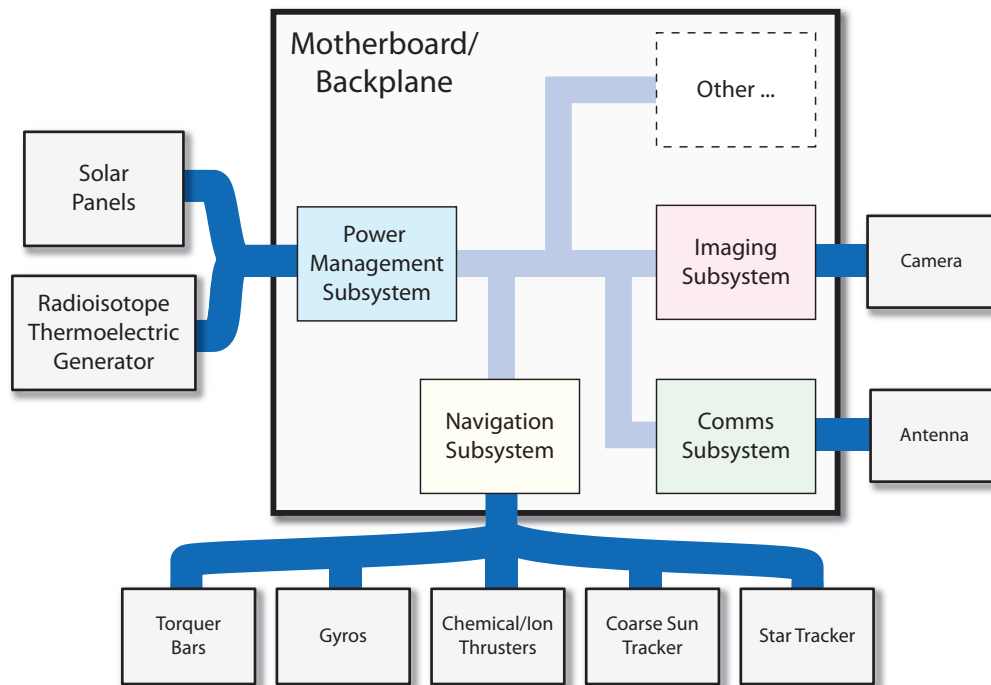 Motherboard/
Backplane
Other ...
Solar
Panels
Power
Management
Subsystem
Imaging
Subsystem
Camera
Radioisotope
Thermoelectric
Generator
Navigation
Subsystem
Comms
Subsystem
Antenna
Torquer
Bars
Gyros
Chemical/Ion
Thrusters
Coarse Sun
Tracker
Star Tracker